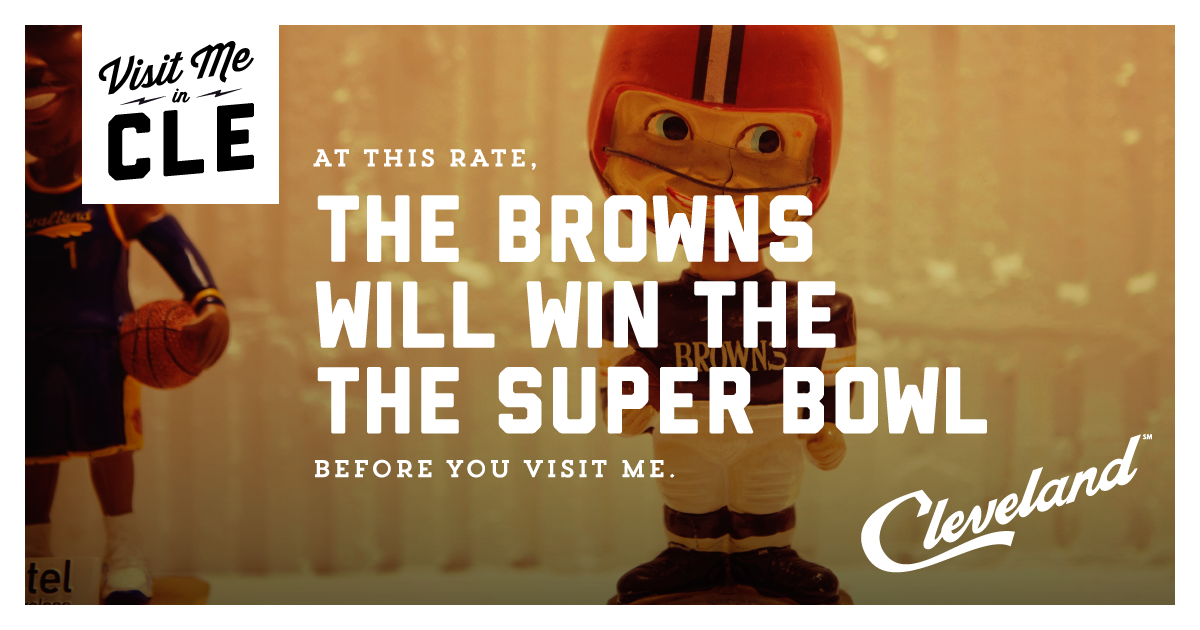 Visit Me
in
CLE
AT THIS RATE,
THE BROWNS
WILL WIN THE
THE SUPER BOWL
BEFORE YOU VISIT ME.
BROWNS
1
tel
Cleveland SM